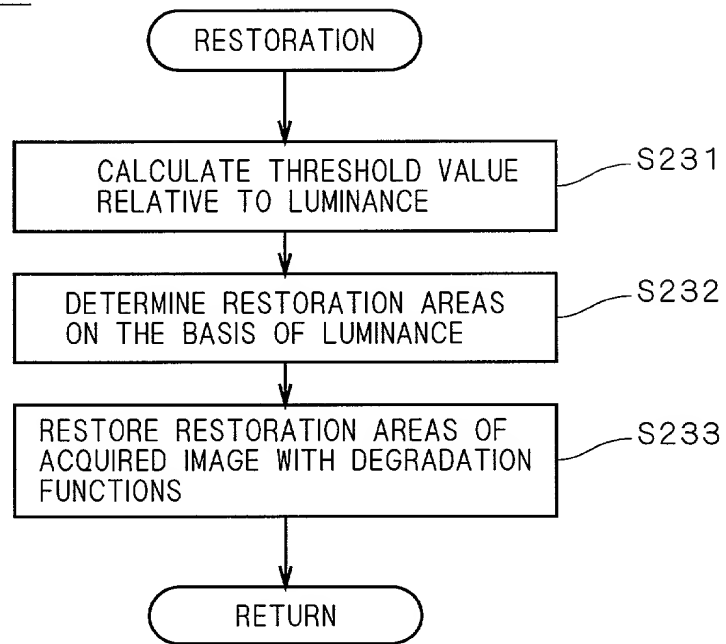 RESTORATION
CALCULATE THRESHOLD VALUE
RELATIVE TO LUMINANCE
S231
DETERMINE RESTORATION AREAS
ON THE BASIS OF LUMINANCE
S232
RESTORE RESTORATION AREAS OF
ACQUIRED IMAGE WITH DEGRADATION
FUNCTIONS
S233
RETURN